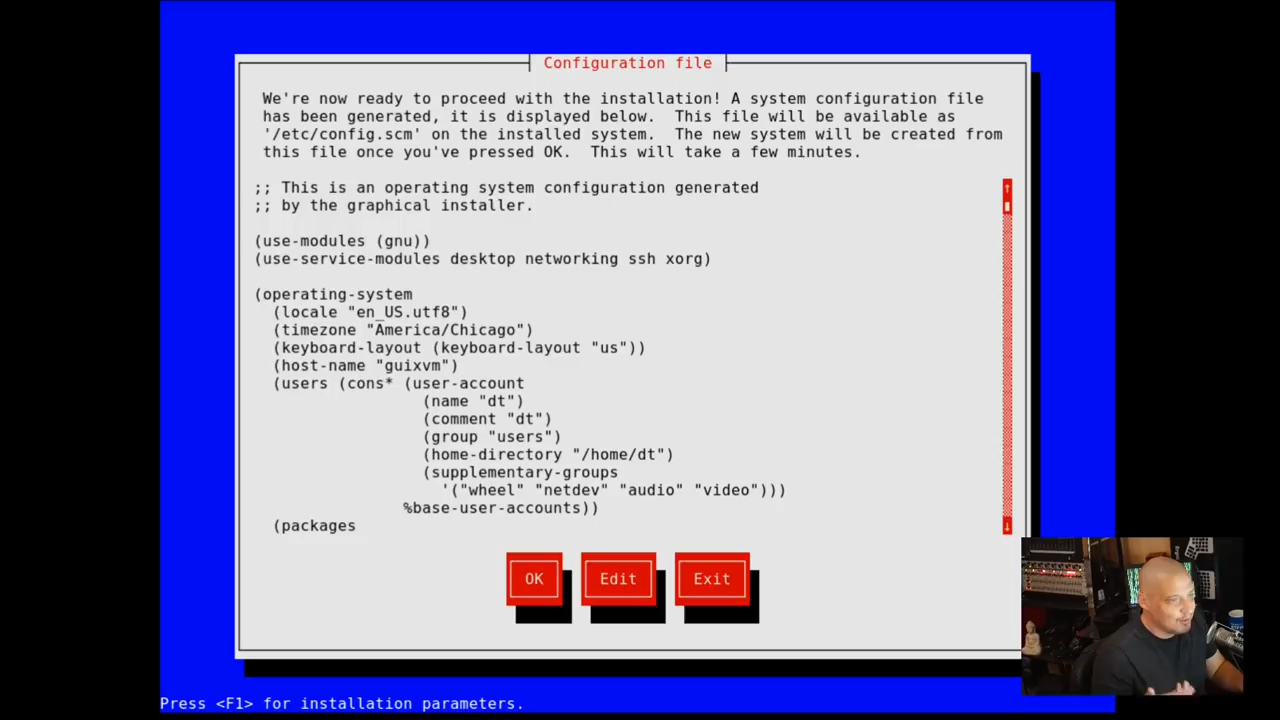 Configuration file
We're now ready to proceed with the installation! A system configuration file
has been generated, it is displayed below.  This file will be available as
'/etc/config.scm' on the installed system.  The new system will be created from
this file once you've pressed OK.  This will take a few minutes.
;; This is an operating system configuration generated
;; by the graphical installer.
(use-modules (gnu))
(use-service-modules desktop networking ssh xorg)
(operating-system
  (locale "en_US.utf8")
  (timezone "America/Chicago")
  (keyboard-layout (keyboard-layout "us"))
  (host-name "guixvm")
  (users (cons* (user-account
                  (name "dt")
                  (comment "dt")
                  (group "users")
                  (home-directory "/home/dt")
                  (supplementary-groups
                    '("wheel" "netdev" "audio" "video")))
                %base-user-accounts))
  (packages
OK Edit Exit
Press <F1> for installation parameters.